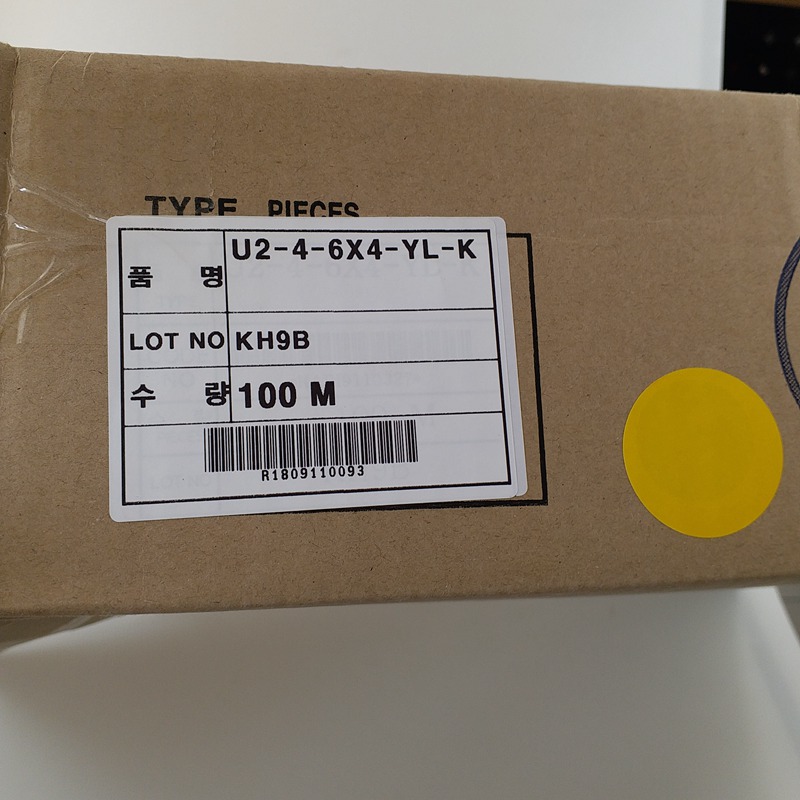 TYPE PIECES
품 명 U2-4-6X4-YL-K
LOT NO KH9B
수 량 100 M
R1809110093